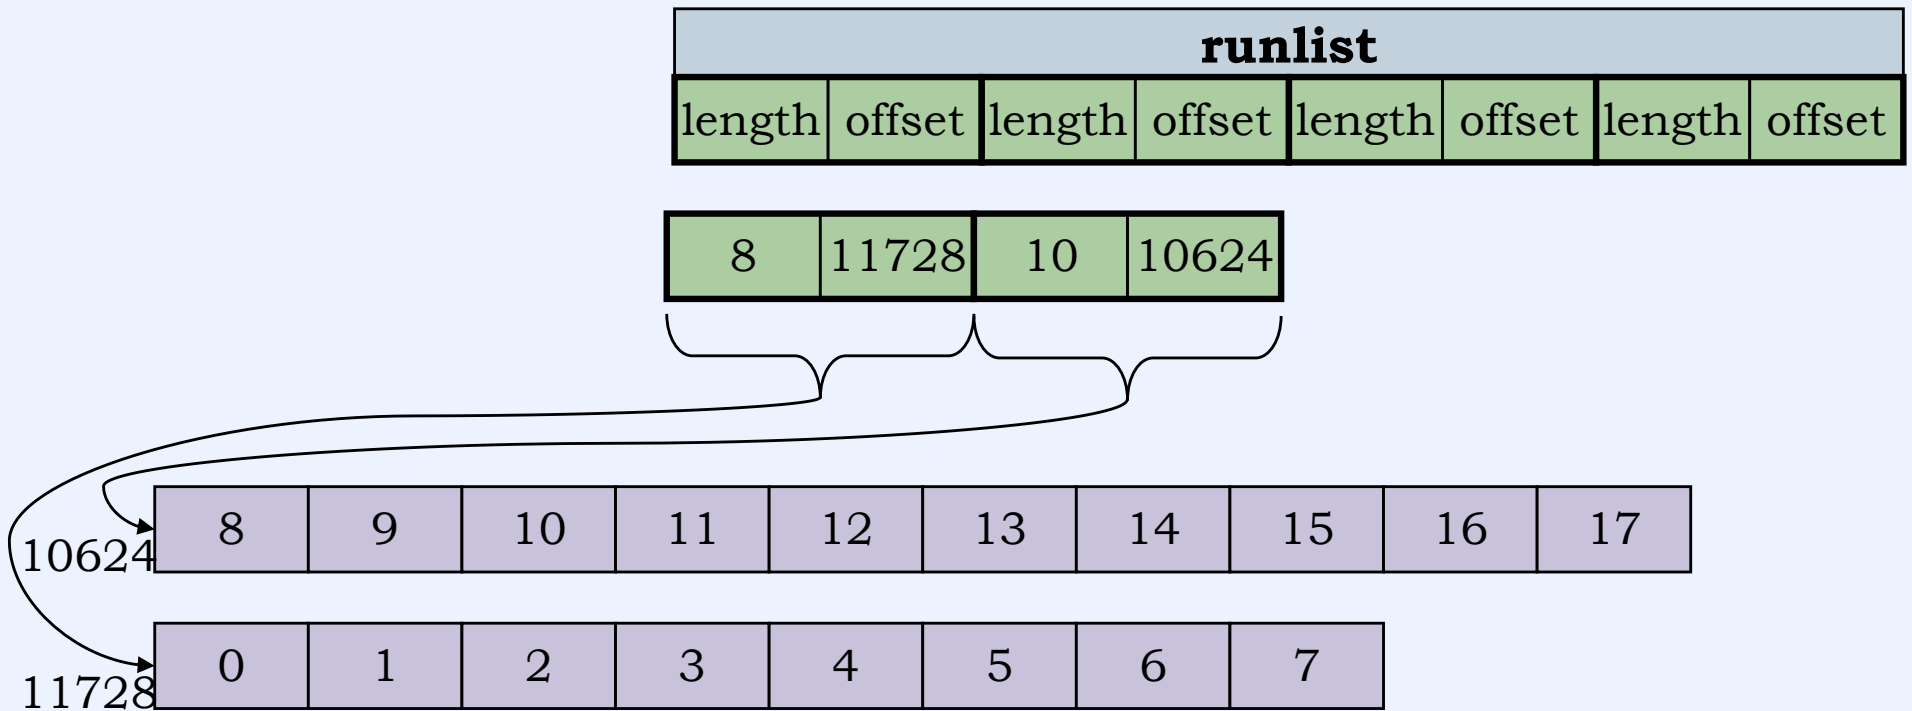 runlist
length offset length offset length offset length offset
8 11728 10 10624
10624 8 9 10 11 12 13 14 15 16 17
11728 0 1 2 3 4 5 6 7